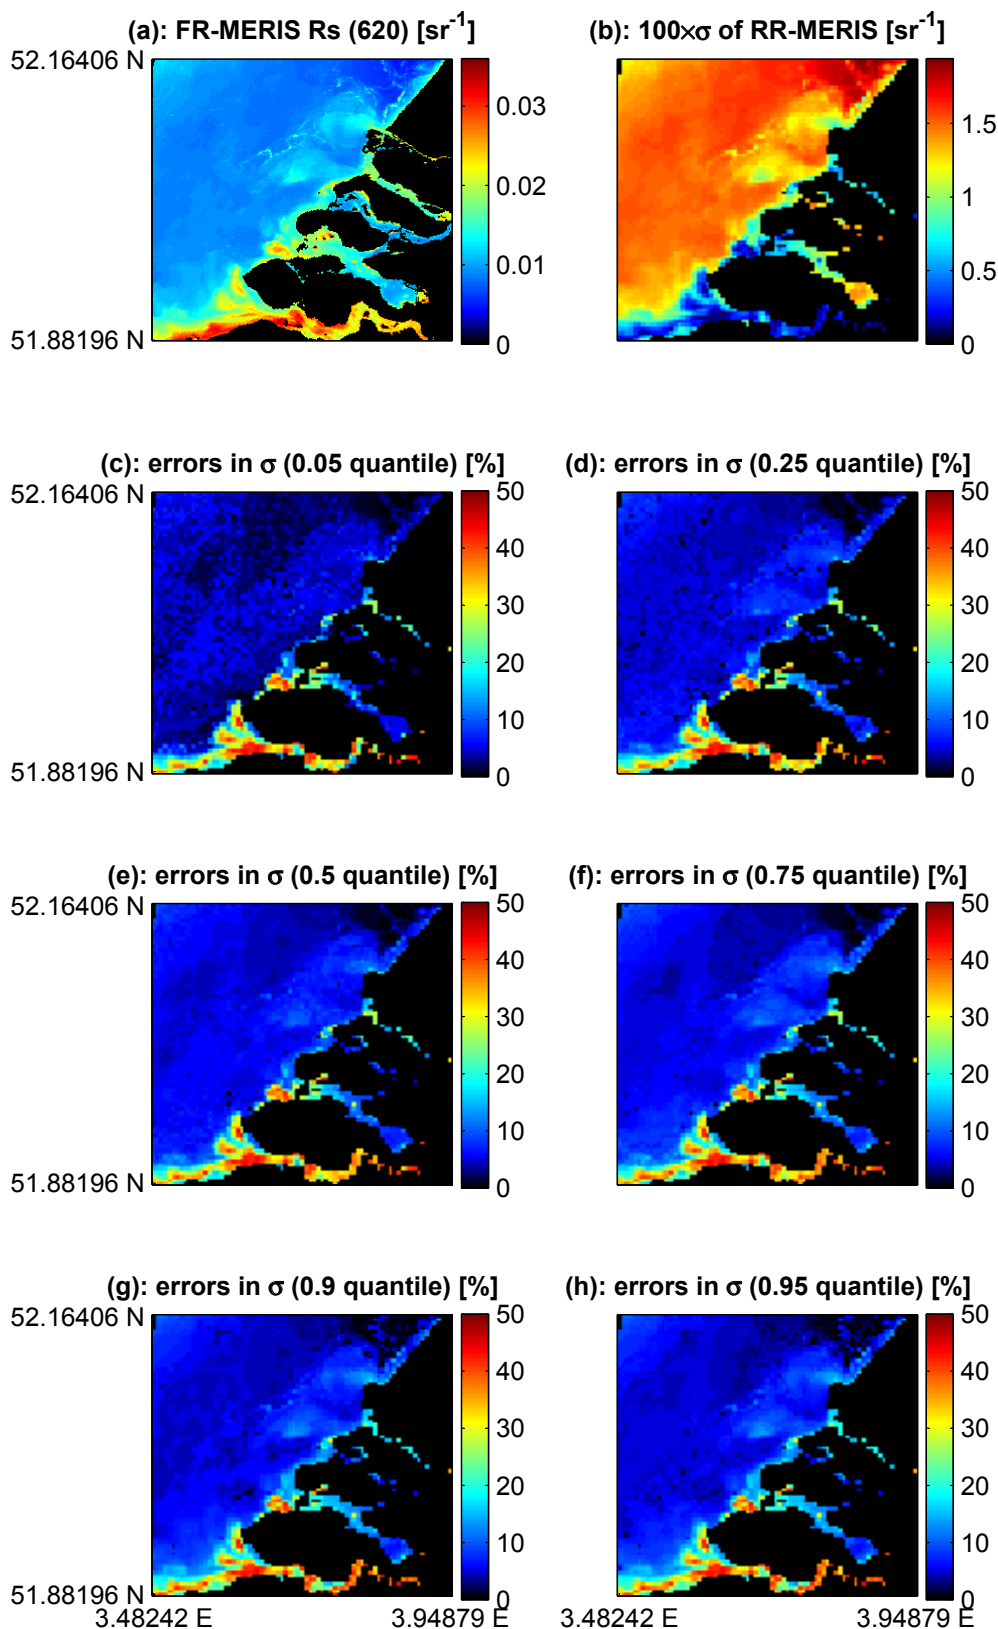 (a): FR-MERIS Rs (620) [sr-1]
(b): 100×σ of RR-MERIS [sr-1]
52.16406 N
51.88196 N
0.03
0.02
0.01
0
1.5
1
0.5
0
(c): errors in σ (0.05 quantile) [%]
(d): errors in σ (0.25 quantile) [%]
52.16406 N
51.88196 N
50
40
30
20
10
0
50
40
30
20
10
0
(e): errors in σ (0.5 quantile) [%]
(f): errors in σ (0.75 quantile) [%]
52.16406 N
51.88196 N
50
40
30
20
10
0
50
40
30
20
10
0
(g): errors in σ (0.9 quantile) [%]
(h): errors in σ (0.95 quantile) [%]
52.16406 N
51.88196 N
50
40
30
20
10
0
50
40
30
20
10
0
3.48242 E
3.94879 E
3.48242 E
3.94879 E